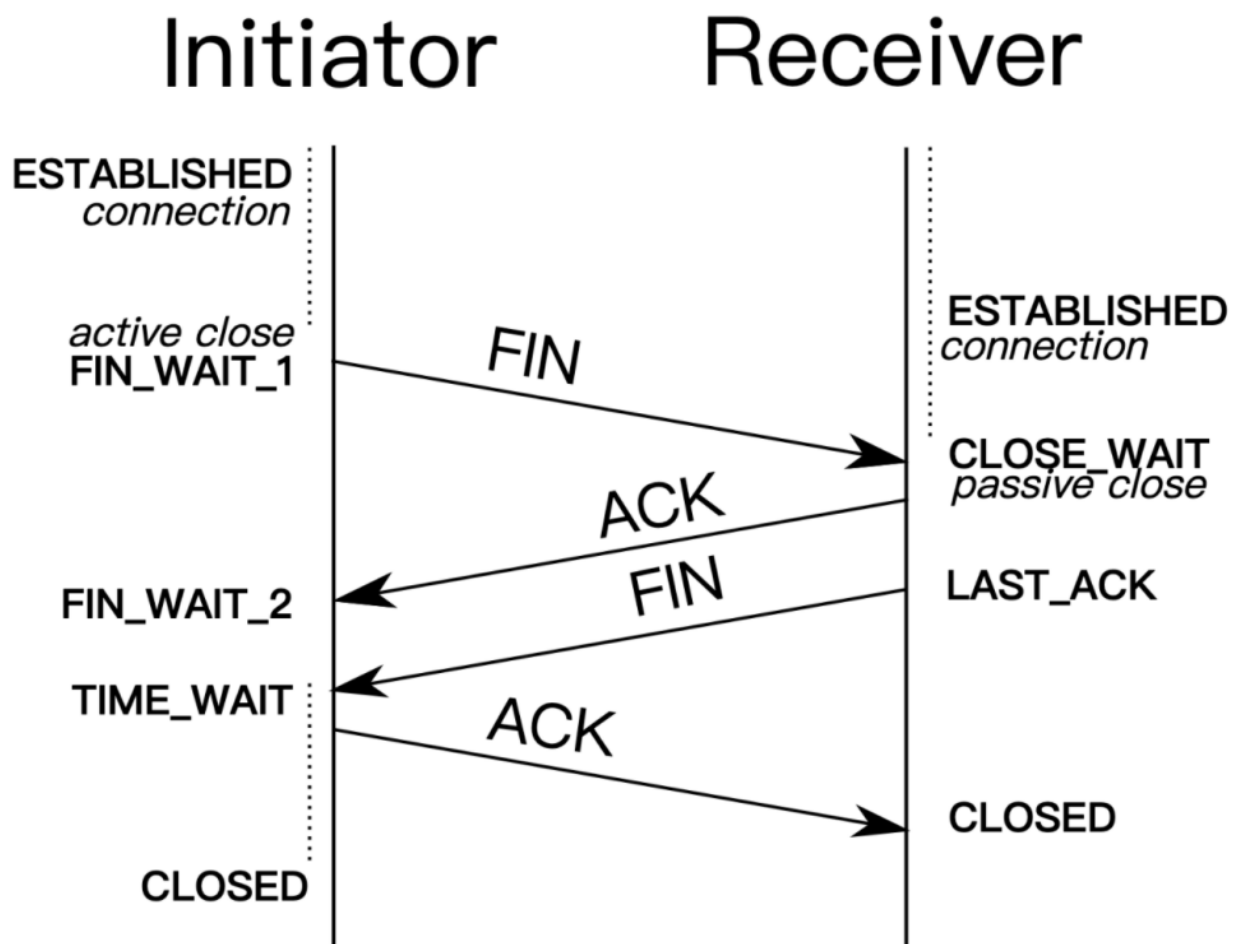 Initiator
Receiver
ESTABLISHED
connection
active close
FIN_WAIT_1
FIN
ESTABLISHED
connection
CLOSE_WAIT
passive close
ACK
FIN_WAIT_2
FIN
LAST_ACK
TIME_WAIT
ACK
CLOSED
CLOSED